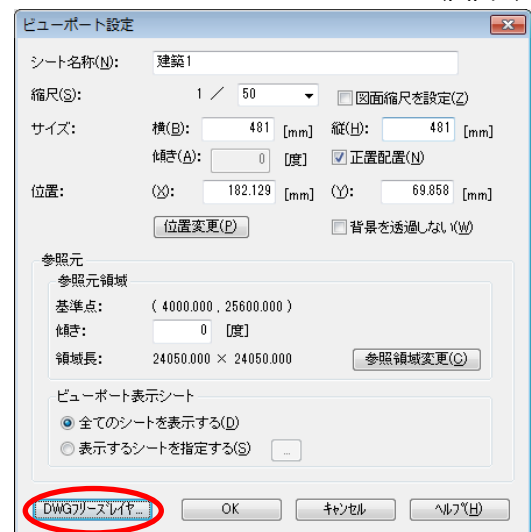 ビューポート設定
シート名称(N): 建築1
縮尺(S): 1 ／ 50 図面縮尺を設定(Z)
サイズ: 横(B): 481 [mm] 縦(H): 481 [mm]
傾き(A): 0 [度] 正置配置(N)
位置: (X): 182.129 [mm] (Y): 69.858 [mm]
位置変更(P) 背景を透過しない(W)
参照元
参照元領域
基準点: ( 4000.000 , 25600.000 )
傾き: 0 [度]
領域長: 24050.000 × 24050.000 参照領域変更(C)
ビューポート表示シート
全てのシートを表示する(D)
表示するシートを指定する(S) ...
DWGフリーズレイヤ... OK キャンセル ヘルプ(H)